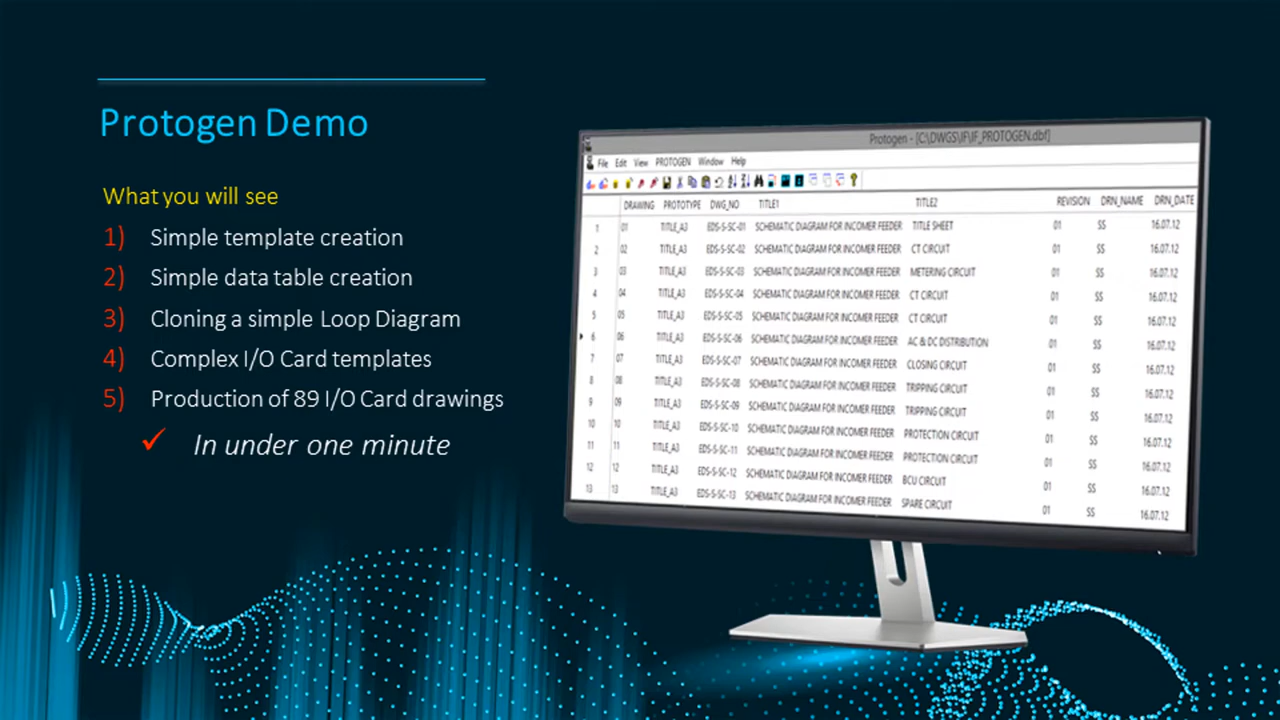 Protogen Demo
What you will see
1) Simple template creation
2) Simple data table creation
3) Cloning a simple Loop Diagram
4) Complex I/O Card templates
5) Production of 89 I/O Card drawings
✓ In under one minute
Protogen - [C:\DWGS\IF\IF_PROTOGEN.dbf]
File Edit View PROTOGEN Window Help
DRAWING PROTOTYPE DWG_NO TITLE1 TITLE2 REVISION DRN_NAME DRN_DATE
1 01 TITLE_A3 EDS-S-SC-01 SCHEMATIC DIAGRAM FOR INCOMER FEEDER TITLE SHEET 01 SS 16.07.12
2 02 TITLE_A3 EDS-S-SC-02 SCHEMATIC DIAGRAM FOR INCOMER FEEDER CT CIRCUIT 01 SS 16.07.12
3 03 TITLE_A3 EDS-S-SC-03 SCHEMATIC DIAGRAM FOR INCOMER FEEDER METERING CIRCUIT 01 SS 16.07.12
4 04 TITLE_A3 EDS-S-SC-04 SCHEMATIC DIAGRAM FOR INCOMER FEEDER CT CIRCUIT 01 SS 16.07.12
5 05 TITLE_A3 EDS-S-SC-05 SCHEMATIC DIAGRAM FOR INCOMER FEEDER CT CIRCUIT 01 SS 16.07.12
6 06 TITLE_A3 EDS-S-SC-06 SCHEMATIC DIAGRAM FOR INCOMER FEEDER AC & DC DISTRIBUTION 01 SS 16.07.12
7 07 TITLE_A3 EDS-S-SC-07 SCHEMATIC DIAGRAM FOR INCOMER FEEDER CLOSING CIRCUIT 01 SS 16.07.12
8 08 TITLE_A3 EDS-S-SC-08 SCHEMATIC DIAGRAM FOR INCOMER FEEDER TRIPPING CIRCUIT 01 SS 16.07.12
9 09 TITLE_A3 EDS-S-SC-09 SCHEMATIC DIAGRAM FOR INCOMER FEEDER TRIPPING CIRCUIT 01 SS 16.07.12
10 10 TITLE_A3 EDS-S-SC-10 SCHEMATIC DIAGRAM FOR INCOMER FEEDER PROTECTION CIRCUIT 01 SS 16.07.12
11 11 TITLE_A3 EDS-S-SC-11 SCHEMATIC DIAGRAM FOR INCOMER FEEDER PROTECTION CIRCUIT 01 SS 16.07.12
12 12 TITLE_A3 EDS-S-SC-12 SCHEMATIC DIAGRAM FOR INCOMER FEEDER BCU CIRCUIT 01 SS 16.07.12
13 13 TITLE_A3 EDS-S-SC-13 SCHEMATIC DIAGRAM FOR INCOMER FEEDER SPARE CIRCUIT 01 SS 16.07.12